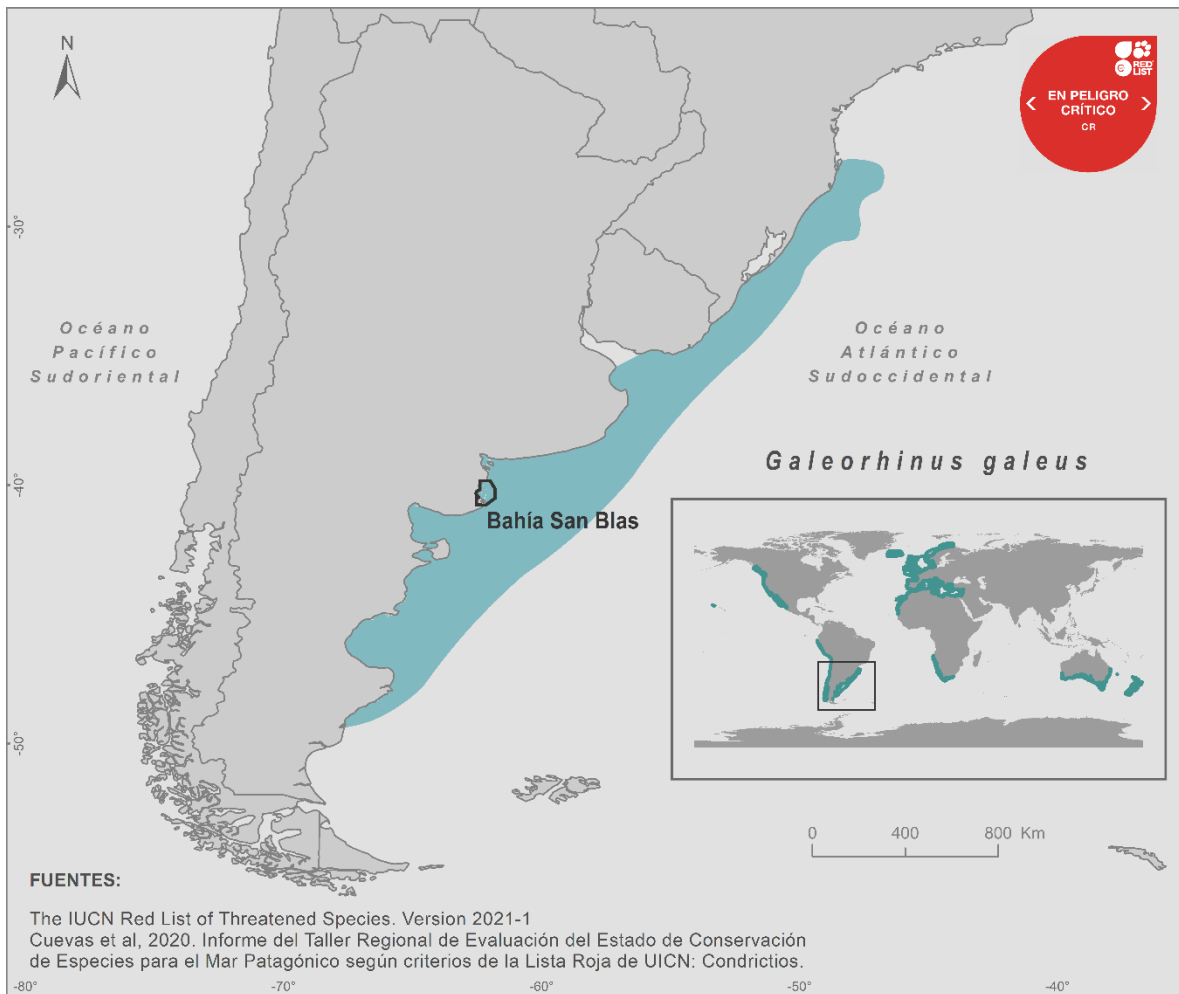 N
RED
LIST
EN PELIGRO
CRÍTICO
CR
-30°
Océano
Pacífico
Sudoriental
Océano
Atlántico
Sudoccidental
Galeorhinus galeus
-40°
Bahía San Blas
-50°
0 400 800 Km
FUENTES:
The IUCN Red List of Threatened Species. Version 2021-1
Cuevas et al, 2020. Informe del Taller Regional de Evaluación del Estado de Conservación
de Especies para el Mar Patagónico según criterios de la Lista Roja de UICN: Condrictios.
-80° -70° -60° -50° -40°